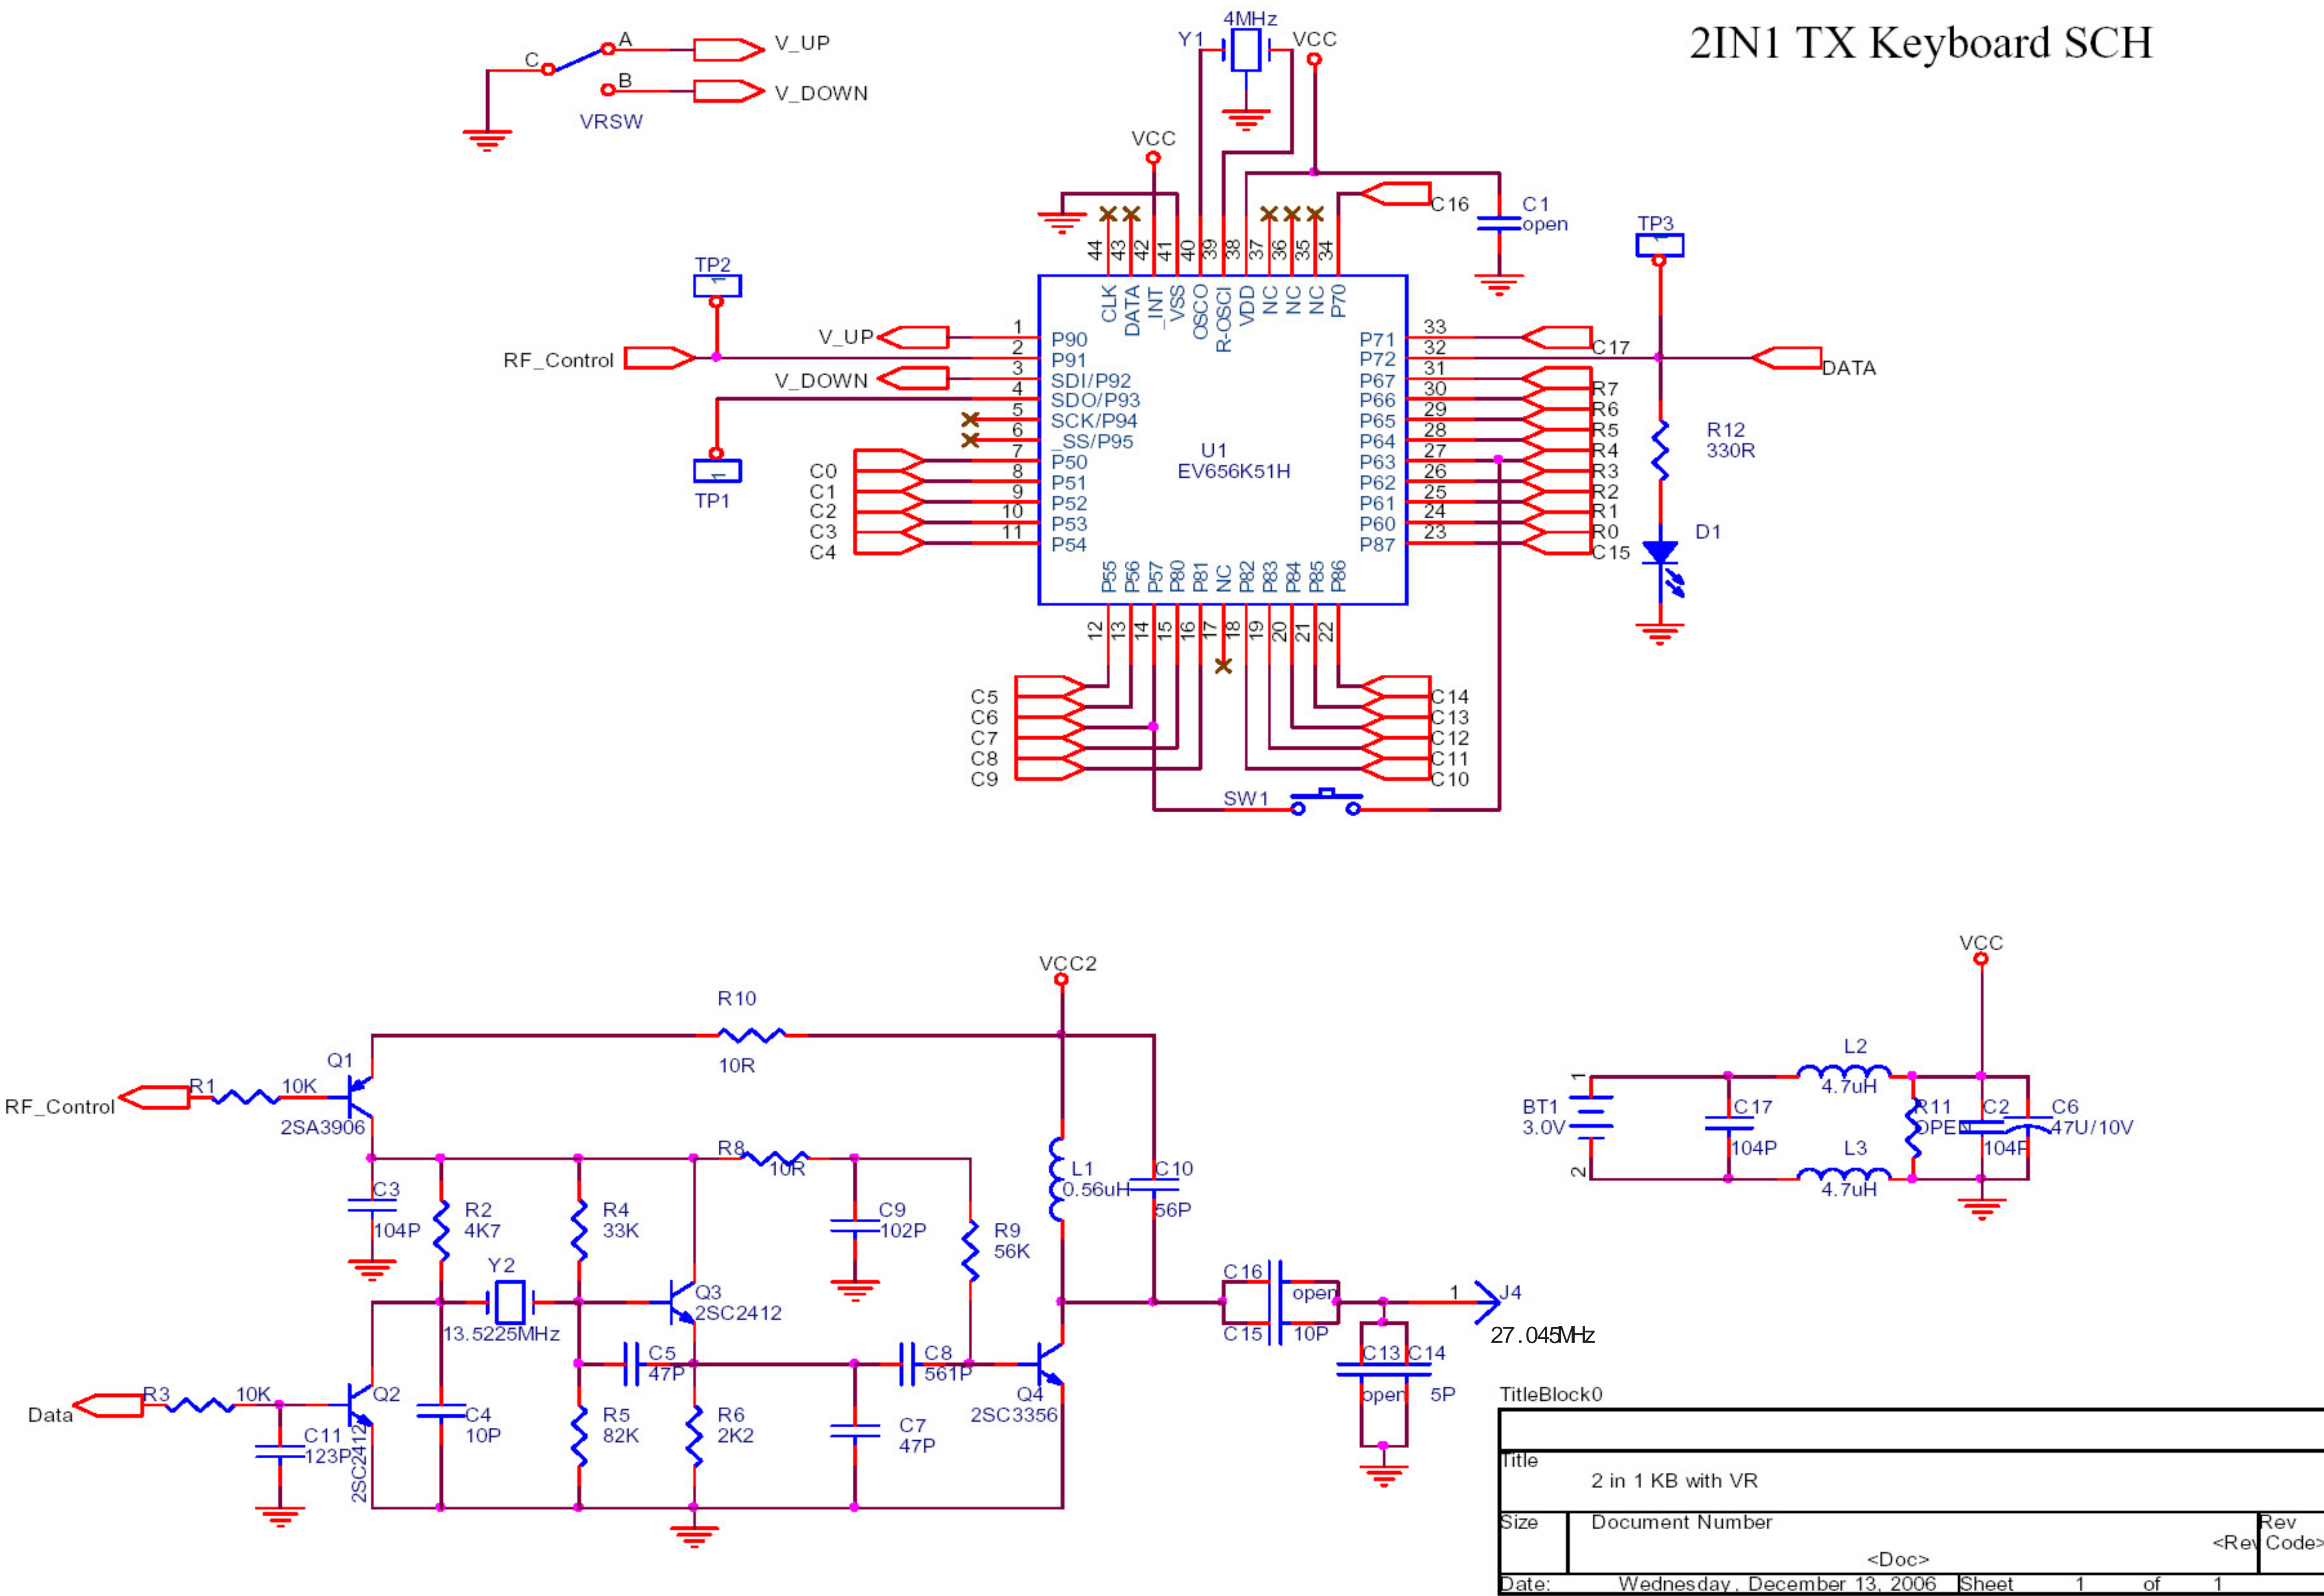 2IN1 TX Keyboard SCH
C
A
V_UP
B
V_DOWN
VRSW
4MHz
Y1
VCC
VCC
C16
C1
open
TP3
1
44
43
42
41
40
39
38
37
36
35
34
CLK
DATA
_INT
_VSS
OSCO
R-OSCI
VDD
NC
NC
NC
P70
TP2
1
RF_Control
V_UP
V_DOWN
1
2
3
4
5
6
7
8
9
10
11
P90
P91
SDI/P92
SDO/P93
SCK/P94
_SS/P95
P50
P51
P52
P53
P54
1
TP1
C0
C1
C2
C3
C4
U1
EV656K51H
P71
P72
P67
P66
P65
P64
P63
P62
P61
P60
P87
33
32
31
30
29
28
27
26
25
24
23
C17
DATA
R7
R6
R5
R4
R3
R2
R1
R0
C15
R12
330R
D1
P55
P56
P57
P80
P81
NC
P82
P83
P84
P85
P86
12
13
14
15
16
17
18
19
20
21
22
C5
C6
C7
C8
C9
C14
C13
C12
C11
C10
SW1
VCC2
R10
10R
Q1
2SA3906
RF_Control
R1
10K
C3
104P
R2
4K7
R4
33K
R8
10R
C9
102P
R9
56K
L1
0.56uH
C10
56P
Y2
13.5225MHz
Q3
2SC2412
C5
47P
C8
561P
Q4
2SC3356
Data
R3
10K
Q2
2SC2412
C11
123P
C4
10P
R5
82K
R6
2K2
C7
47P
C16
open
C15
10P
1
J4
27.045MHz
C13
open
C14
5P
VCC
BT1
3.0V
1
2
C17
104P
L2
4.7uH
L3
4.7uH
R11
OPEN
C2
104P
C6
47U/10V
TitleBlock0
Title
2 in 1 KB with VR
Size
Document Number
Rev
<Doc>
<Rev Code>
Date:
Wednesday, December 13, 2006
Sheet 1 of 1